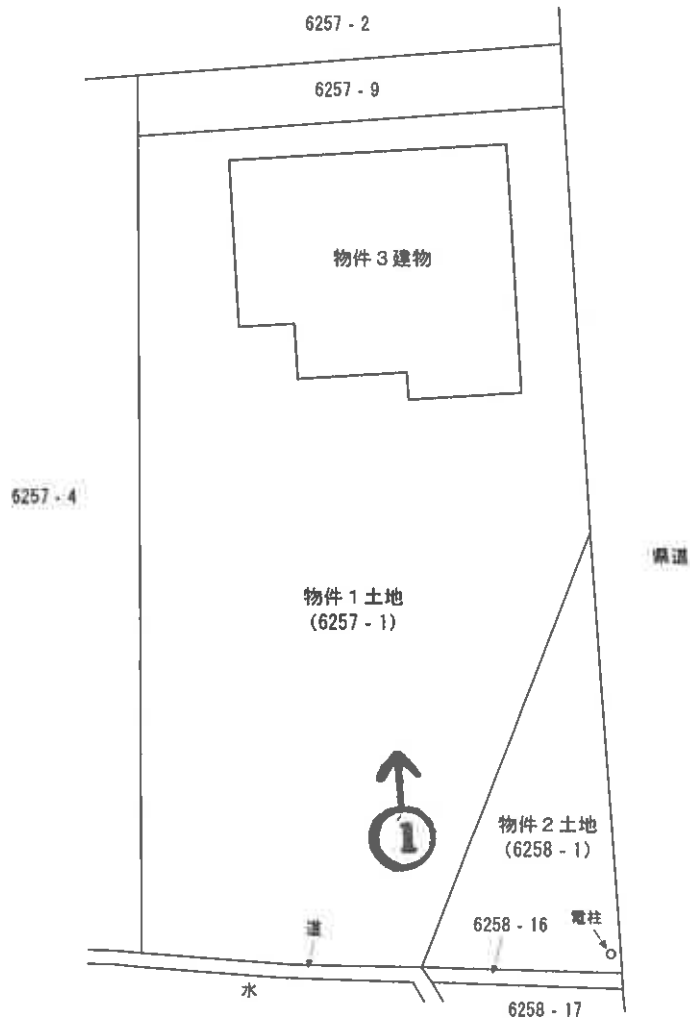 6257 - 2
6257 - 9
物件3建物
6257 - 4
県道
物件1土地
(6257 - 1)
1
物件2土地
(6258 - 1)
6258 - 16
電柱
道
水
6258 - 17